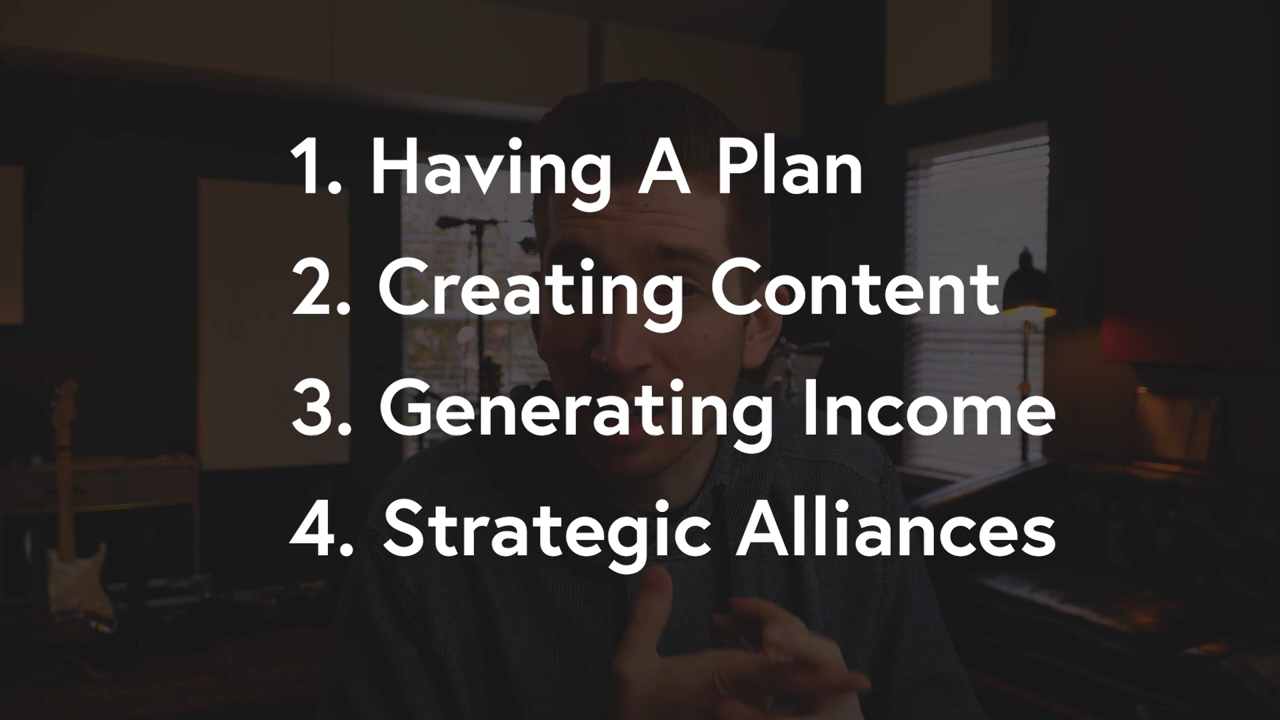 1. Having A Plan
2. Creating Content
3. Generating Income
4. Strategic Alliances